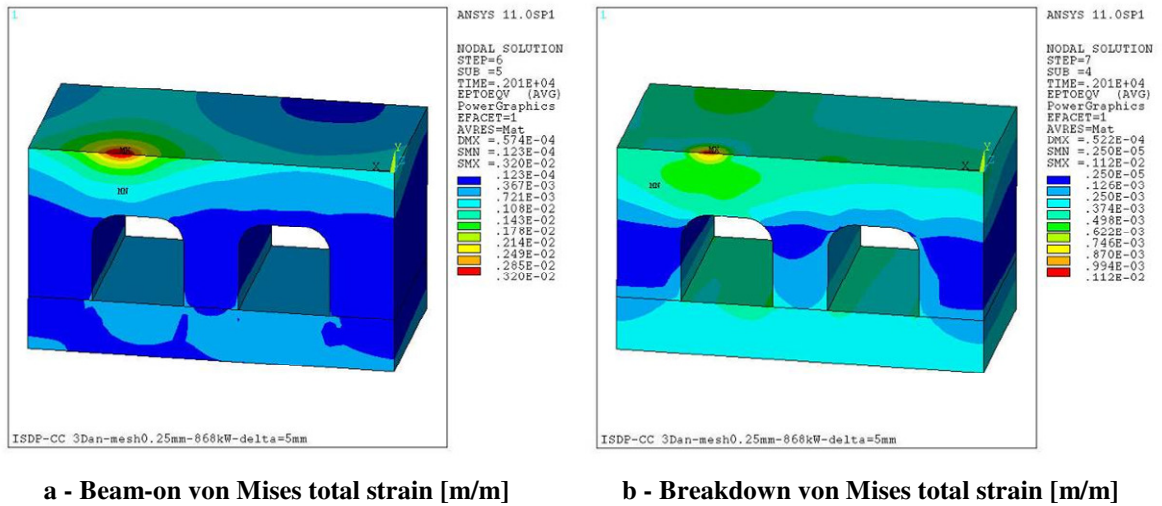 1
ANSYS 11.0SP1
NODAL SOLUTION
STEP=6
SUB =5
TIME=.201E+04
EPTOEQV (AVG)
PowerGraphics
EFACET=1
AVRES=Mat
DMX =.574E-04
SMN =.123E-04
SMX =.320E-02
.123E-04
.367E-03
.721E-03
.108E-02
.143E-02
.178E-02
.214E-02
.249E-02
.285E-02
.320E-02
MX
MN
X
Y
Z
ISDP-CC 3Dan-mesh0.25mm-868kW-delta=5mm
a - Beam-on von Mises total strain [m/m]
1
ANSYS 11.0SP1
NODAL SOLUTION
STEP=7
SUB =4
TIME=.201E+04
EPTOEQV (AVG)
PowerGraphics
EFACET=1
AVRES=Mat
DMX =.522E-04
SMN =.250E-05
SMX =.112E-02
.250E-05
.126E-03
.250E-03
.374E-03
.498E-03
.622E-03
.746E-03
.870E-03
.994E-03
.112E-02
MX
MN
X
Y
Z
ISDP-CC 3Dan-mesh0.25mm-868kW-delta=5mm
b - Breakdown von Mises total strain [m/m]